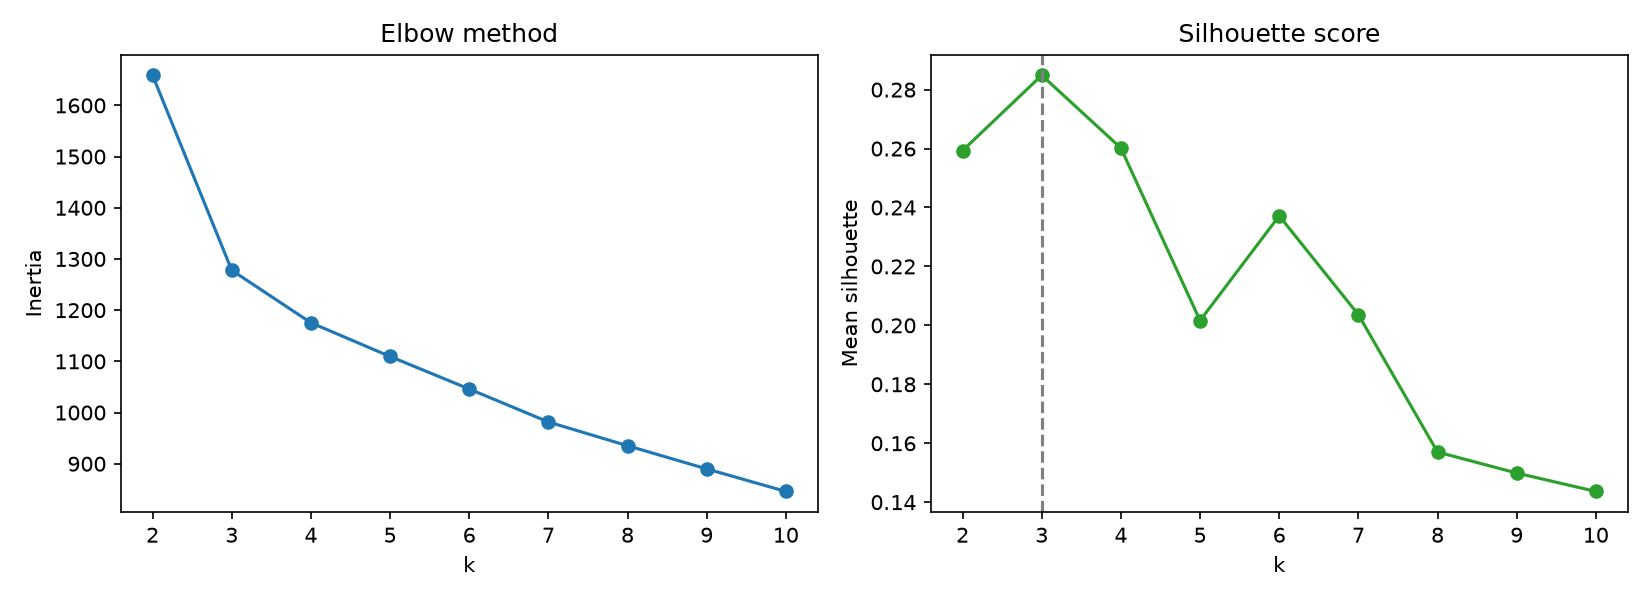 Elbow method
Inertia
1600
1500
1400
1300
1200
1100
1000
900
2 3 4 5 6 7 8 9 10
k
Silhouette score
Mean silhouette
0.28
0.26
0.24
0.22
0.20
0.18
0.16
0.14
2 3 4 5 6 7 8 9 10
k